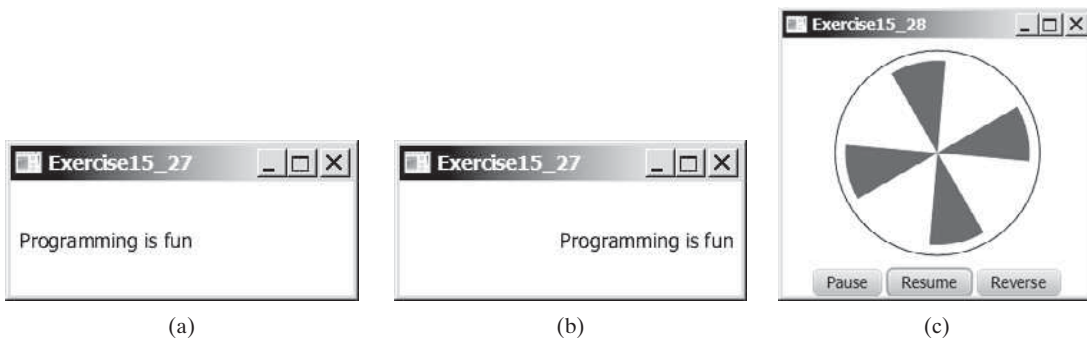 Exercise15_28
Exercise15_27
Exercise15_27
Programming is fun
Programming is fun
Pause Resume Reverse
(a) (b) (c)